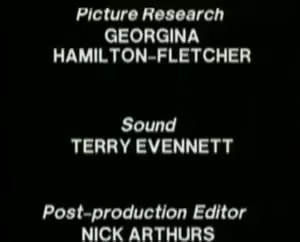 Picture Research
GEORGINA
HAMILTON-FLETCHER
Sound
TERRY EVENNETT
Post-production Editor
NICK ARTHURS